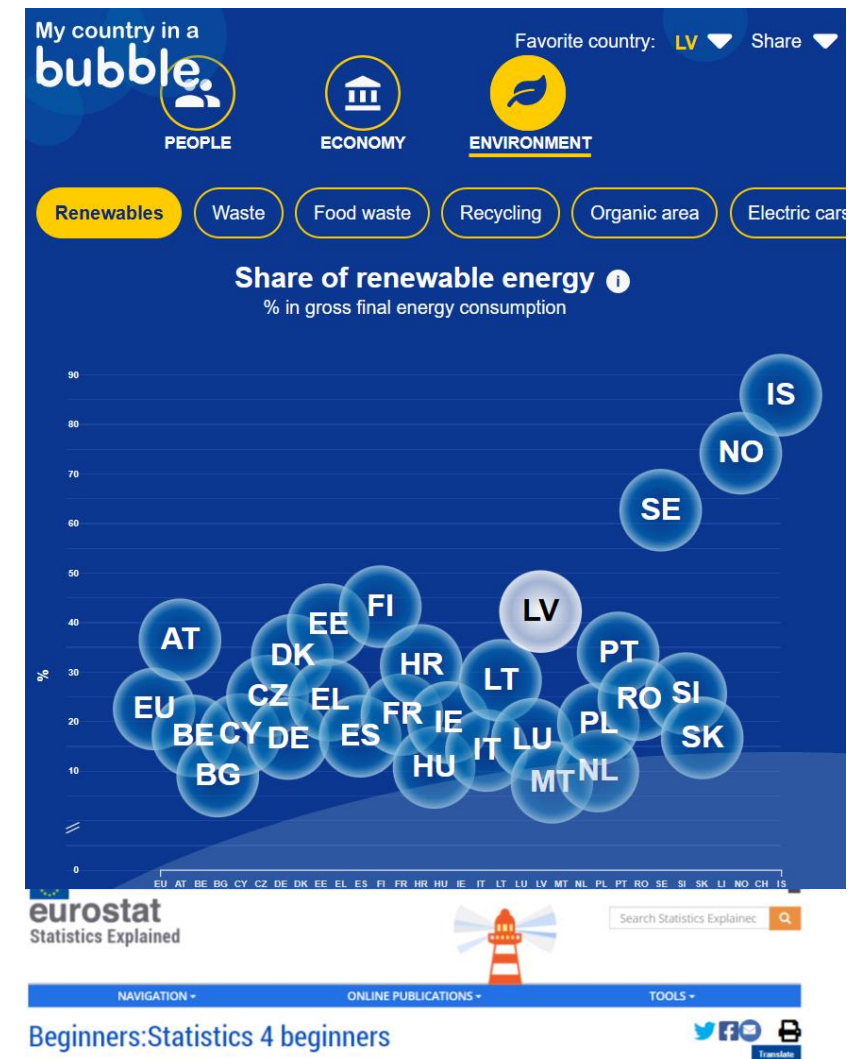 My country in a
bubble
Favorite country: LV Share
PEOPLE ECONOMY ENVIRONMENT
Renewables Waste Food waste Recycling Organic area Electric cars
Share of renewable energy i
% in gross final energy consumption
90
80
70
60
50
40
30
20
10
0
%
IS
NO
SE
FI
LV
EE
AT
DK
PT
HR
LT
CZ
EL
RO
SI
EU
FR
IE
PL
BE
CY
DE
ES
IT
LU
SK
BG
HU
MT
NL
EU AT BE BG CY CZ DE DK EE EL ES FI FR HR HU IE IT LT LU LV MT NL PL PT RO SE SI SK LI NO CH IS
eurostat
Statistics Explained
Search Statistics Explainec
NAVIGATION ONLINE PUBLICATIONS TOOLS
Beginners:Statistics 4 beginners
Translate